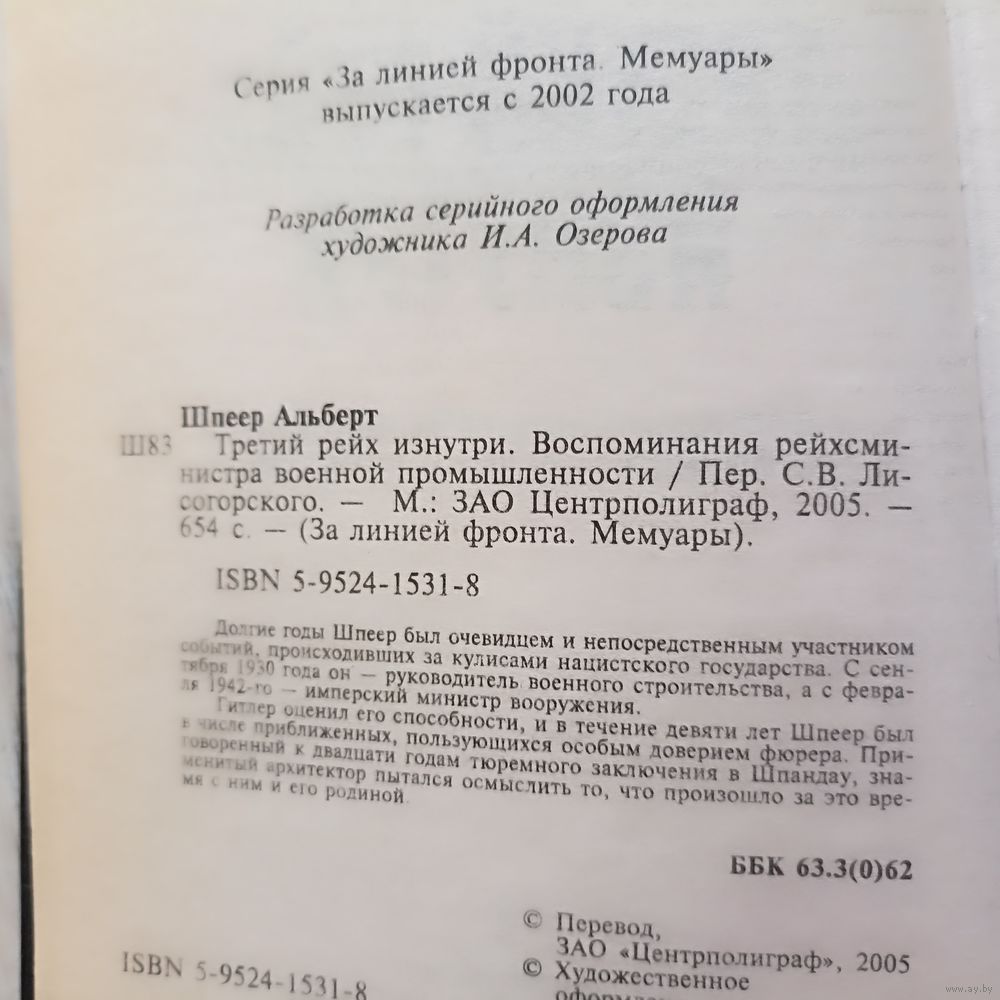 Серия «За линией фронта. Мемуары»
выпускается с 2002 года
Разработка серийного оформления
художника И.А. Озерова
Шпеер Альберт
Ш83 Третий рейх изнутри. Воспоминания рейхсми-
нистра военной промышленности / Пер. С.В. Ли-
согорского. — М.: ЗАО Центрполиграф, 2005. —
654 с. — (За линией фронта. Мемуары).
ISBN 5-9524-1531-8
Долгие годы Шпеер был очевидцем и непосредственным участником
событий, происходивших за кулисами нацистского государства. С сен-
тября 1930 года он — руководитель военного строительства, а с февра-
ля 1942-го — имперский министр вооружения.
Гитлер оценил его способности, и в течение девяти лет Шпеер был
в числе приближенных, пользующихся особым доверием фюрера. При-
говоренный к двадцати годам тюремного заключения в Шпандау, зна-
менитый архитектор пытался осмыслить то, что произошло за это вре-
мя с ним и его родиной.
ББК 63.3(0)62
© Перевод,
ЗАО «Центрполиграф», 2005
© Художественное
ISBN 5-9524-1531-8
www.ay.by